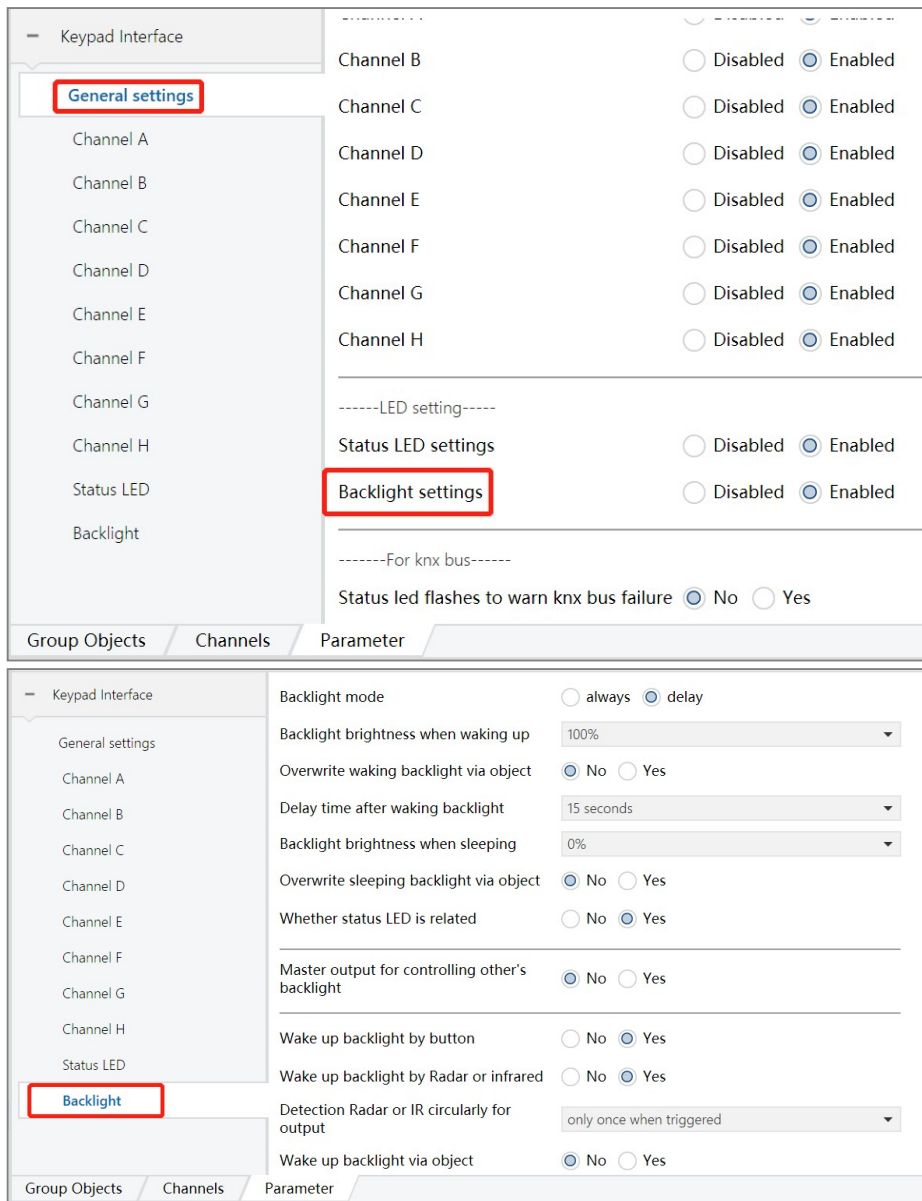 Keypad Interface
General settings
Channel A
Channel B
Channel C
Channel D
Channel E
Channel F
Channel G
Channel H
Status LED
Backlight
Channel B Disabled Enabled
Channel C Disabled Enabled
Channel D Disabled Enabled
Channel E Disabled Enabled
Channel F Disabled Enabled
Channel G Disabled Enabled
Channel H Disabled Enabled
------LED setting-----
Status LED settings Disabled Enabled
Backlight settings Disabled Enabled
-------For knx bus------
Status led flashes to warn knx bus failure No Yes
Group Objects Channels Parameter
Keypad Interface
General settings
Channel A
Channel B
Channel C
Channel D
Channel E
Channel F
Channel G
Channel H
Status LED
Backlight
Backlight mode always delay
Backlight brightness when waking up 100%
Overwrite waking backlight via object No Yes
Delay time after waking backlight 15 seconds
Backlight brightness when sleeping 0%
Overwrite sleeping backlight via object No Yes
Whether status LED is related No Yes
Master output for controlling other's
backlight No Yes
Wake up backlight by button No Yes
Wake up backlight by Radar or infrared No Yes
Detection Radar or IR circularly for
output only once when triggered
Wake up backlight via object No Yes
Group Objects Channels Parameter